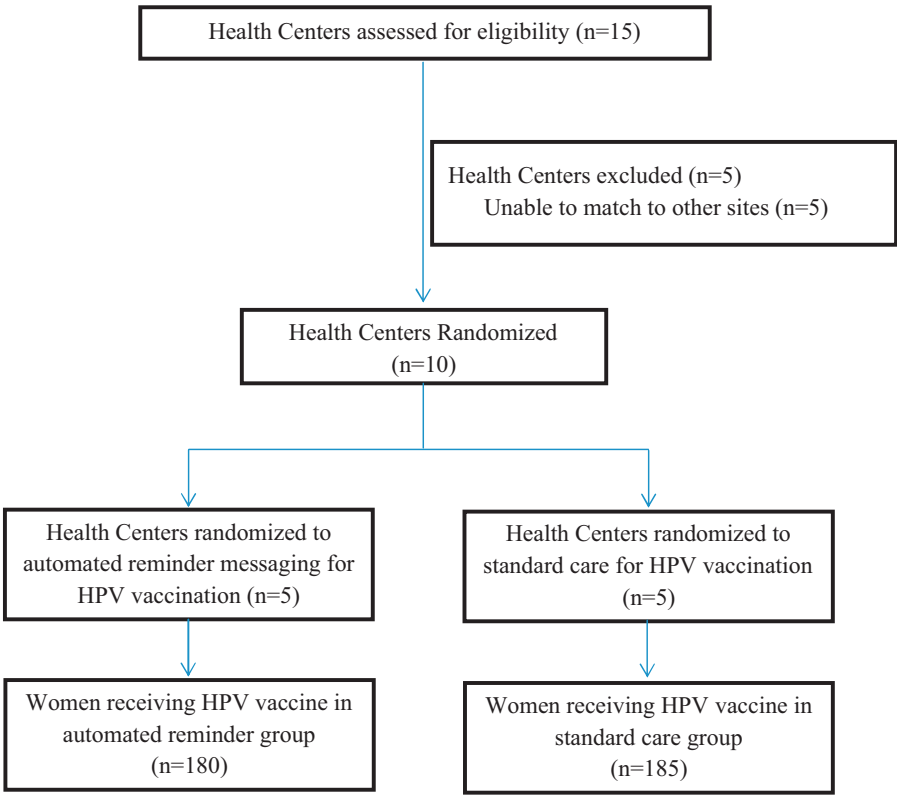 Health Centers assessed for eligibility (n=15)
Health Centers excluded (n=5)
Unable to match to other sites (n=5)
Health Centers Randomized
(n=10)
Health Centers randomized to
automated reminder messaging for
HPV vaccination (n=5)
Health Centers randomized to
standard care for HPV vaccination
(n=5)
Women receiving HPV vaccine in
automated reminder group
(n=180)
Women receiving HPV vaccine in
standard care group
(n=185)